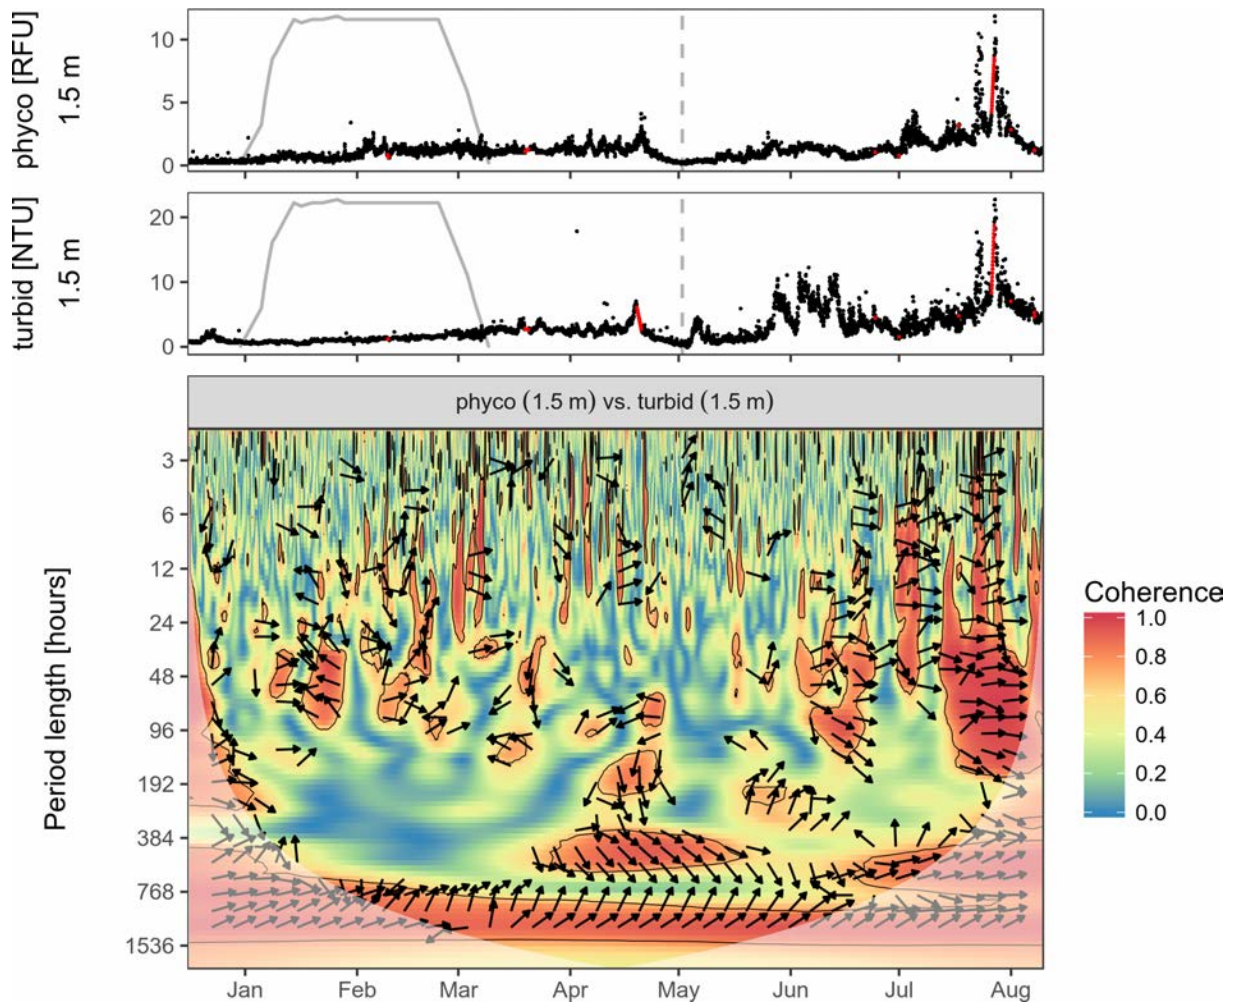 phyco [RFU]
1.5 m
10
5
0
turbid [NTU]
1.5 m
20
10
0
phyco (1.5 m) vs. turbid (1.5 m)
Period length [hours]
3
6
12
24
48
96
192
384
768
1536
Jan Feb Mar Apr May Jun Jul Aug
Coherence
1.0
0.8
0.6
0.4
0.2
0.0